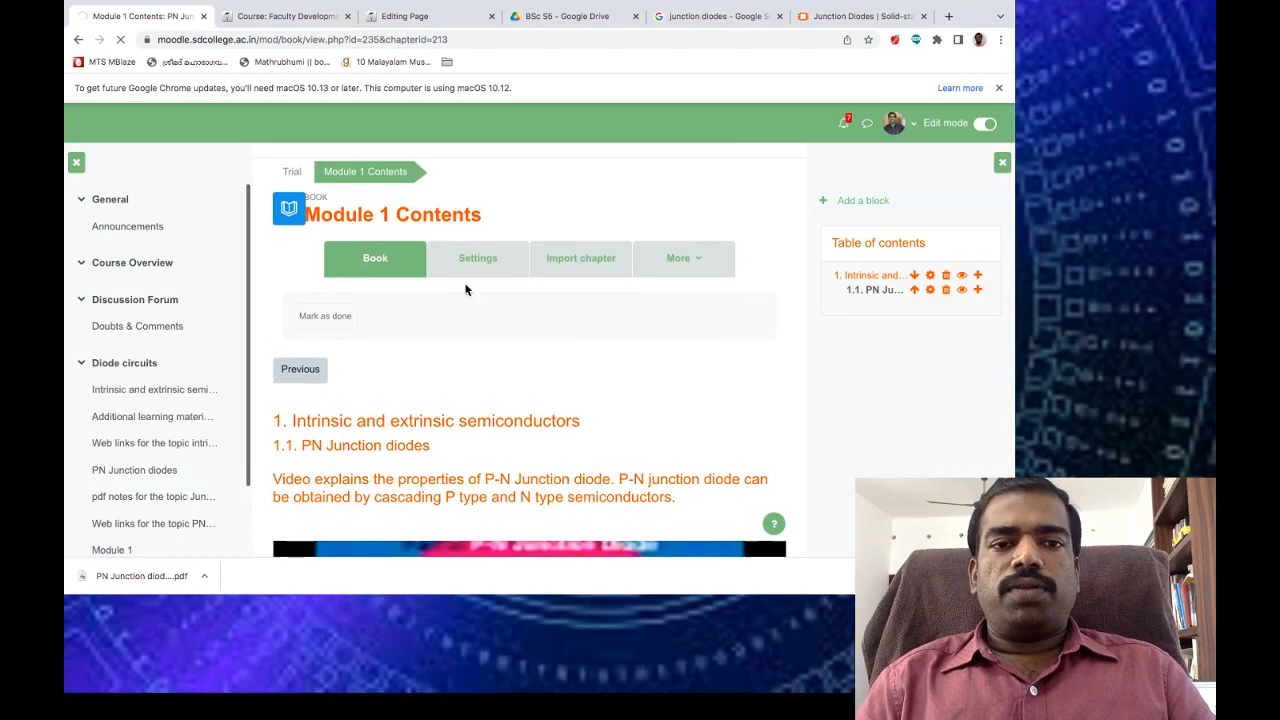 Module 1 Contents: PN Jun
Course: Faculty Developm
Editing Page
BSc S5 - Google Drive
junction diodes - Google S
Junction Diodes | Solid-sta
moodle.sdcollege.ac.in/mod/book/view.php?id=235&chapterid=213
MTS MBlaze
ശ്രീമദ് മഹാഭാഗവ...
Mathrubhumi || bo...
10 Malayalam Mus...
To get future Google Chrome updates, you'll need macOS 10.13 or later. This computer is using macOS 10.12.
Learn more
7
Edit mode
General
Announcements
Course Overview
Discussion Forum
Doubts & Comments
Diode circuits
Intrinsic and extrinsic semi...
Additional learning materi...
Web links for the topic intri...
PN Junction diodes
pdf notes for the topic Jun...
Web links for the topic PN...
Module 1
Trial
Module 1 Contents
BOOK
Module 1 Contents
Book
Settings
Import chapter
More
Mark as done
Previous
1. Intrinsic and extrinsic semiconductors
1.1. PN Junction diodes
Video explains the properties of P-N Junction diode. P-N junction diode can
be obtained by cascading P type and N type semiconductors.
P-N Junction Diode
?
Add a block
Table of contents
1. Intrinsic and...
1.1. PN Ju...
PN Junction diod....pdf